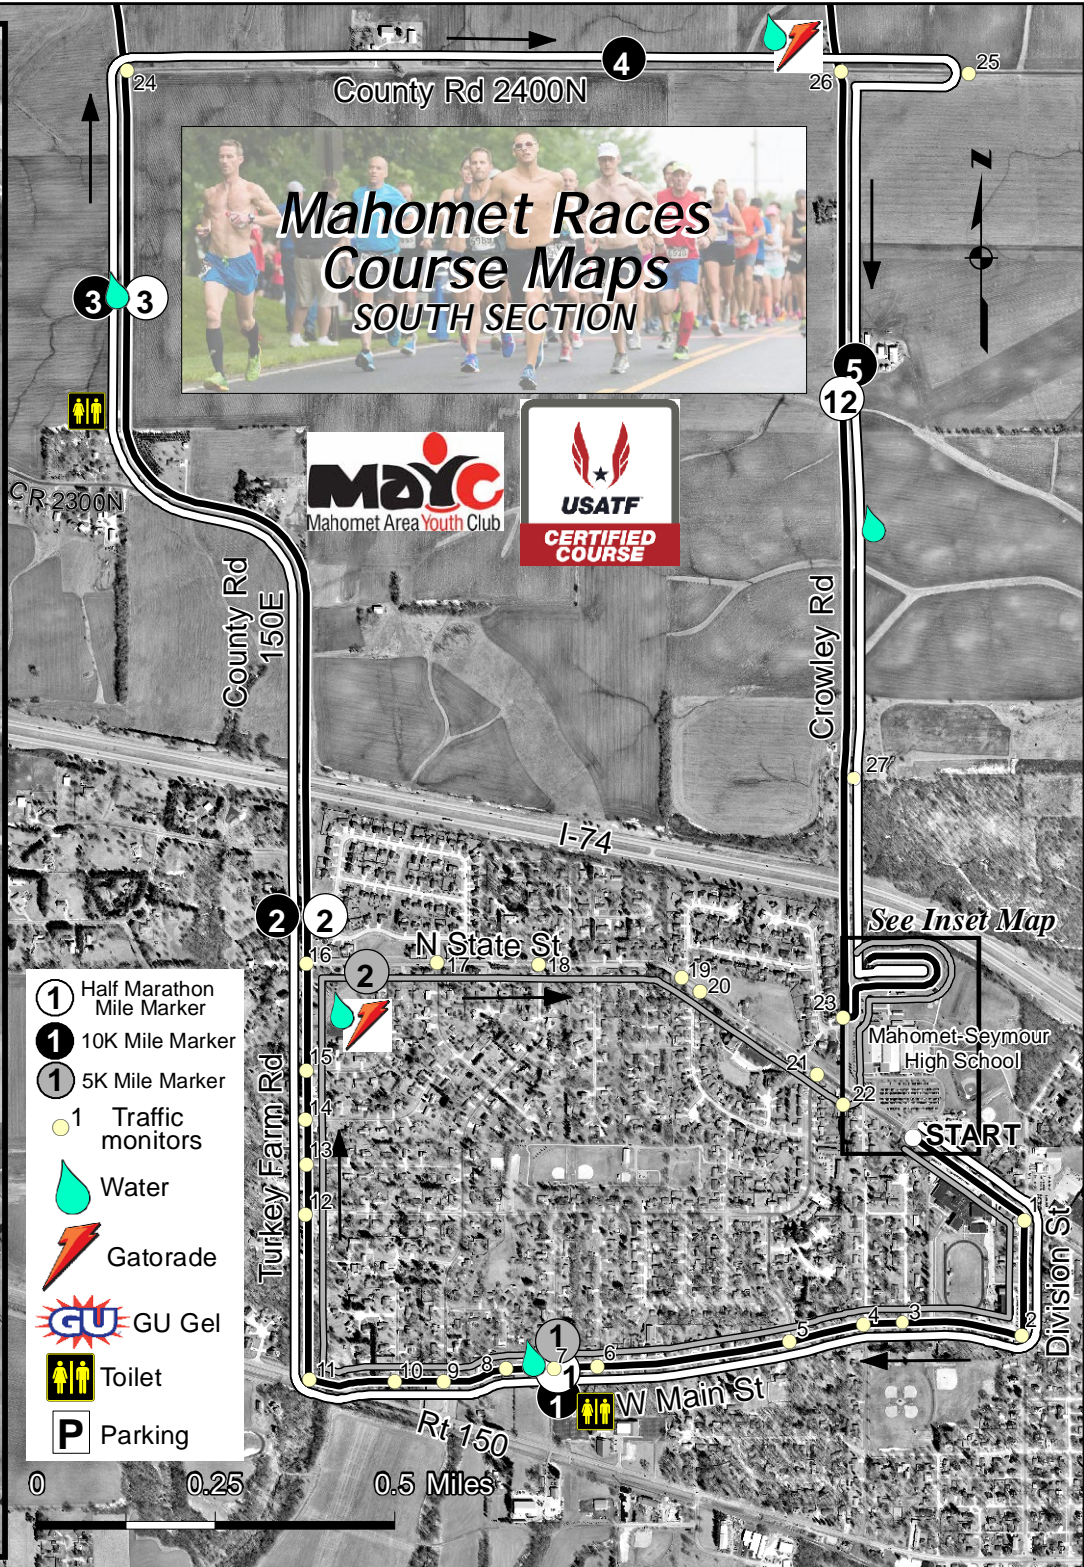 24
4
25
26
County Rd 2400N
N
Mahomet Races
Course Maps
SOUTH SECTION
3
3
5
12
CR 2300N
MAYC
Mahomet Area Youth Club
USATF
CERTIFIED
COURSE
County Rd
150E
Crowley Rd
27
I-74
2
2
See Inset Map
N State St
16
2
17
18
19
20
23
Mahomet-Seymour
High School
21
22
START
15
14
13
12
Turkey Farm Rd
1
Division St
2
3
4
5
1
6
7
8
9
10
11
1
1
W Main St
Rt 150
1 Half Marathon
Mile Marker
1 10K Mile Marker
1 5K Mile Marker
1 Traffic
monitors
Water
Gatorade
GU GU Gel
Toilet
P Parking
0 0.25 0.5 Miles